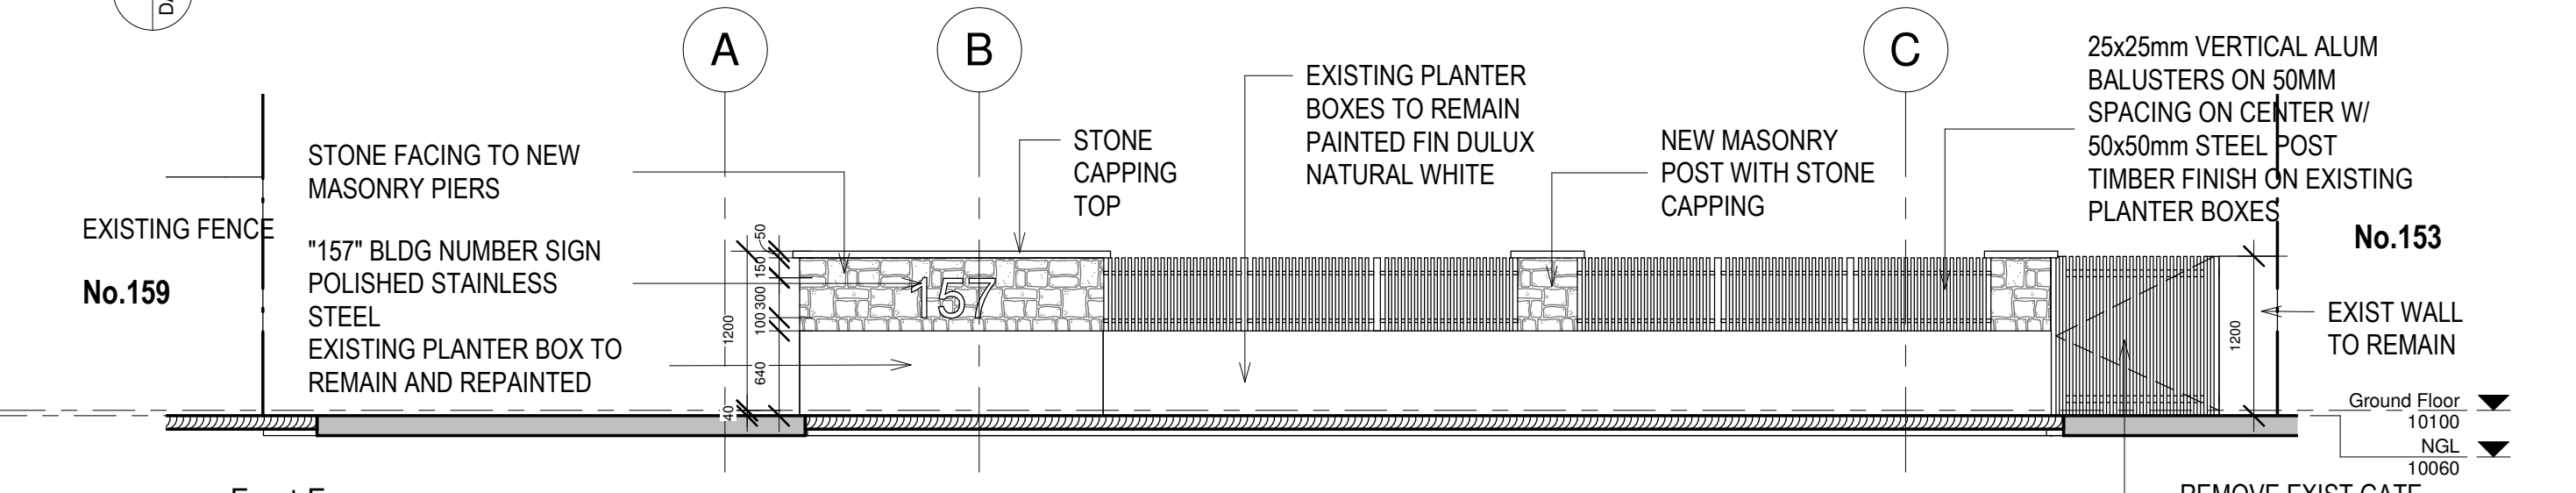 DA
A
B
C
STONE FACING TO NEW
MASONRY PIERS
EXISTING FENCE
No.159
"157" BLDG NUMBER SIGN
POLISHED STAINLESS
STEEL
EXISTING PLANTER BOX TO
REMAIN AND REPAINTED
STONE
CAPPING
TOP
EXISTING PLANTER
BOXES TO REMAIN
PAINTED FIN DULUX
NATURAL WHITE
NEW MASONRY
POST WITH STONE
CAPPING
25x25mm VERTICAL ALUM
BALUSTERS ON 50MM
SPACING ON CENTER W/
50x50mm STEEL POST
TIMBER FINISH ON EXISTING
PLANTER BOXES
No.153
EXIST WALL
TO REMAIN
50
150
300
100
640
1200
40
157
1200
Ground Floor
10100
NGL
10060
REMOVE EXIST GATE